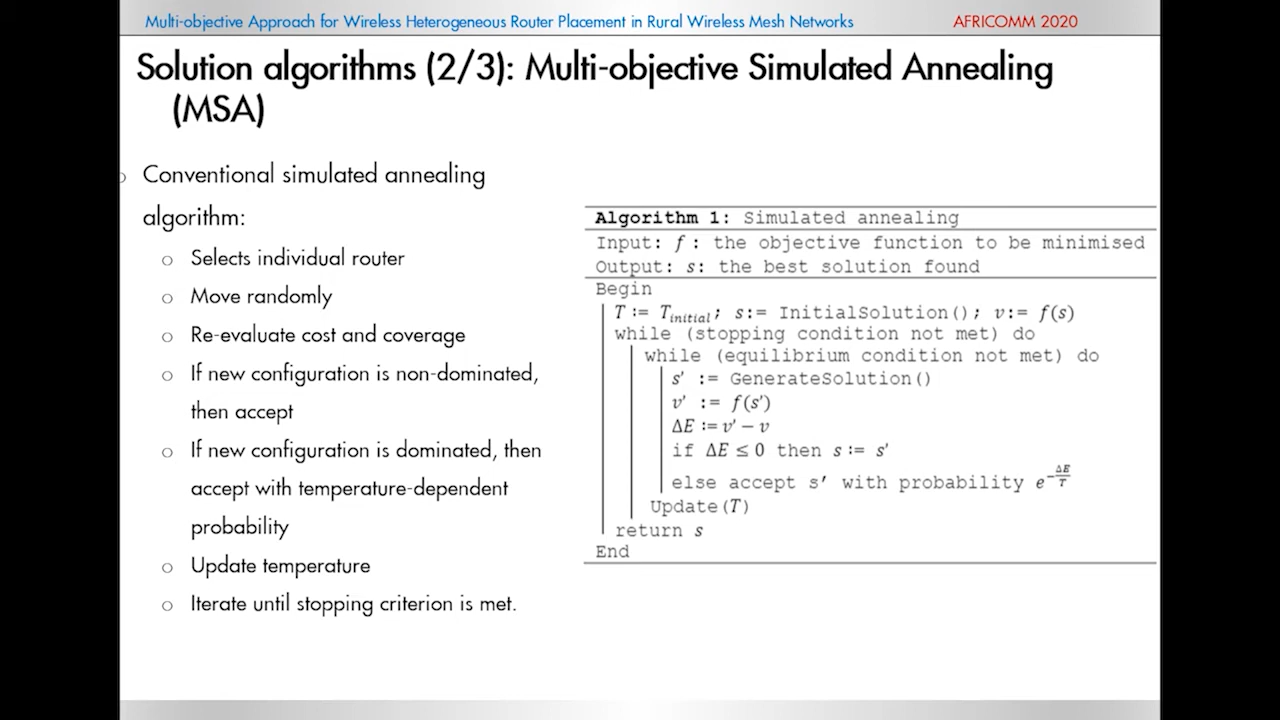 Multi-objective Approach for Wireless Heterogeneous Router Placement in Rural Wireless Mesh Networks
AFRICOMM 2020
Solution algorithms (2/3): Multi-objective Simulated Annealing
(MSA)
Conventional simulated annealing
algorithm:
Selects individual router
Move randomly
Re-evaluate cost and coverage
If new configuration is non-dominated,
then accept
If new configuration is dominated, then
accept with temperature-dependent
probability
Update temperature
Iterate until stopping criterion is met.
Algorithm 1: Simulated annealing
Input: f: the objective function to be minimised
Output: s: the best solution found
Begin
T := T_initial; s:= InitialSolution(); v:= f(s)
while (stopping condition not met) do
while (equilibrium condition not met) do
s' := GenerateSolution()
v' := f(s')
ΔE := v' − v
if ΔE ≤ 0 then s := s'
else accept s' with probability e^(−ΔE/T)
Update(T)
return s
End